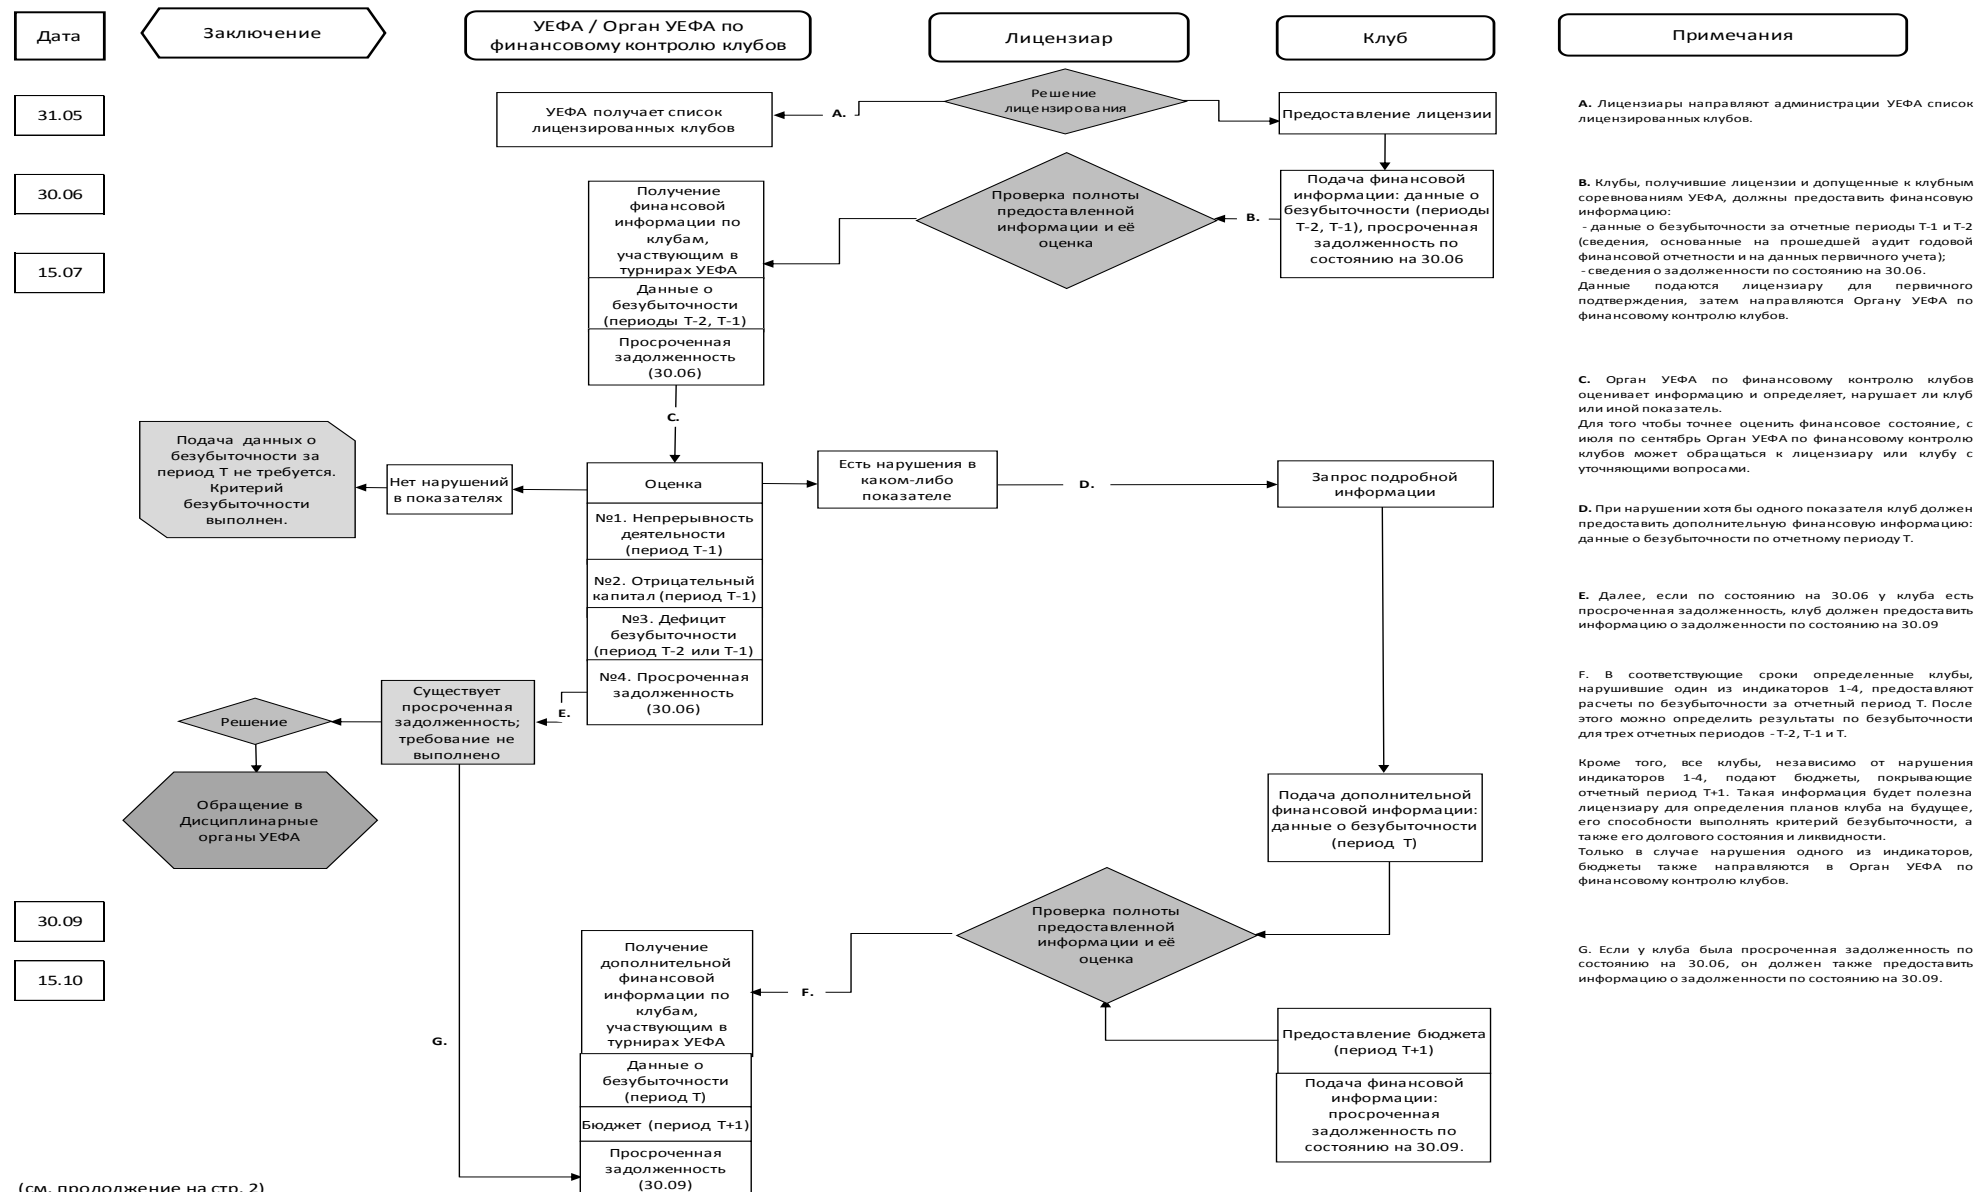 Дата
Заключение
УЕФА / Орган УЕФА по
финансовому контролю клубов
Лицензиар
Клуб
Примечания
31.05
УЕФА получает список
лицензированных клубов
A.
Решение
лицензирования
Предоставление лицензии
A. Лицензиары направляют администрации УЕФА список
лицензированных клубов.
30.06
15.07
Получение
финансовой
информации по
клубам,
участвующим в
турнирах УЕФА
Данные о
безубыточности
(периоды Т-2, Т-1)
Просроченная
задолженность
(30.06)
Проверка полноты
предоставленной
информации и её
оценка
B.
Подача финансовой
информации: данные о
безубыточности (периоды
Т-2, Т-1), просроченная
задолженность по
состоянию на 30.06
B. Клубы, получившие лицензии и допущенные к клубным
соревнованиям УЕФА, должны предоставить финансовую
информацию:
- данные о безубыточности за отчетные периоды Т-1 и Т-2
(сведения, основанные на прошедшей аудит годовой
финансовой отчетности и на данных первичного учета);
- сведения о задолженности по состоянию на 30.06.
Данные подаются лицензиару для первичного
подтверждения, затем направляются Органу УЕФА по
финансовому контролю клубов.
C.
C. Орган УЕФА по финансовому контролю клубов
оценивает информацию и определяет, нарушает ли клуб
или иной показатель.
Для того чтобы точнее оценить финансовое состояние, с
июля по сентябрь Орган УЕФА по финансовому контролю
клубов может обращаться к лицензиару или клубу с
уточняющими вопросами.
Подача данных о
безубыточности за
период Т не требуется.
Критерий
безубыточности
выполнен.
Нет нарушений
в показателях
Оценка
№1. Непрерывность
деятельности
(период Т-1)
№2. Отрицательный
капитал (период Т-1)
№3. Дефицит
безубыточности
(период Т-2 или Т-1)
№4. Просроченная
задолженность
(30.06)
Есть нарушения в
каком-либо
показателе
D.
Запрос подробной
информации
D. При нарушении хотя бы одного показателя клуб должен
предоставить дополнительную финансовую информацию:
данные о безубыточности по отчетному периоду Т.
E. Далее, если по состоянию на 30.06 у клуба есть
просроченная задолженность, клуб должен предоставить
информацию о задолженности по состоянию на 30.09
E.
Существует
просроченная
задолженность;
требование не
выполнено
Решение
Обращение в
Дисциплинарные
органы УЕФА
F. В соответствующие сроки определенные клубы,
нарушившие один из индикаторов 1-4, предоставляют
расчеты по безубыточности за отчетный период Т. После
этого можно определить результаты по безубыточности
для трех отчетных периодов - Т-2, Т-1 и Т.
Кроме того, все клубы, независимо от нарушения
индикаторов 1-4, подают бюджеты, покрывающие
отчетный период Т+1. Такая информация будет полезна
лицензиару для определения планов клуба на будущее,
его способности выполнять критерий безубыточности, а
также его долгового состояния и ликвидности.
Только в случае нарушения одного из индикаторов,
бюджеты также направляются в Орган УЕФА по
финансовому контролю клубов.
Подача дополнительной
финансовой информации:
данные о безубыточности
(период Т)
30.09
15.10
Проверка полноты
предоставленной
информации и её
оценка
F.
Получение
дополнительной
финансовой
информации по
клубам,
участвующим в
турнирах УЕФА
Данные о
безубыточности
(период Т)
Бюджет (период Т+1)
Просроченная
задолженность
(30.09)
G.
Предоставление бюджета
(период Т+1)
Подача финансовой
информации:
просроченная
задолженность по
состоянию на 30.09.
G. Если у клуба была просроченная задолженность по
состоянию на 30.06, он должен также предоставить
информацию о задолженности по состоянию на 30.09.
(см. продолжение на стр. 2)